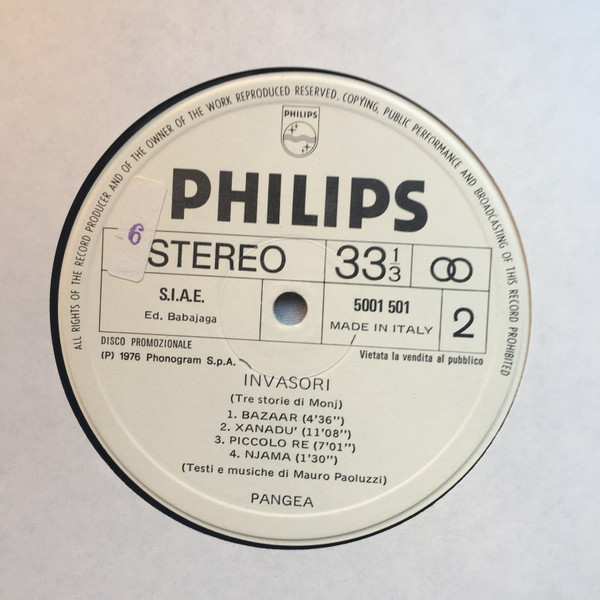 ALL RIGHTS OF THE RECORD PRODUCER AND OF THE OWNER OF THE WORK REPRODUCED RESERVED. COPYING, PUBLIC PERFORMANCE AND BROADCASTING OF THIS RECORD PROHIBITED
PHILIPS
PHILIPS
6
STEREO
33 1/3
S.I.A.E.
Ed. Babajaga
5001 501
MADE IN ITALY
2
DISCO PROMOZIONALE
(P) 1976 Phonogram S.p.A.
Vietata la vendita al pubblico
INVASORI
(Tre storie di Monj)
1. BAZAAR (4'36")
2. XANADU' (11'08")
3. PICCOLO RE (7'01")
4. NJAMA (1'30")
(Testi e musiche di Mauro Paoluzzi)
PANGEA